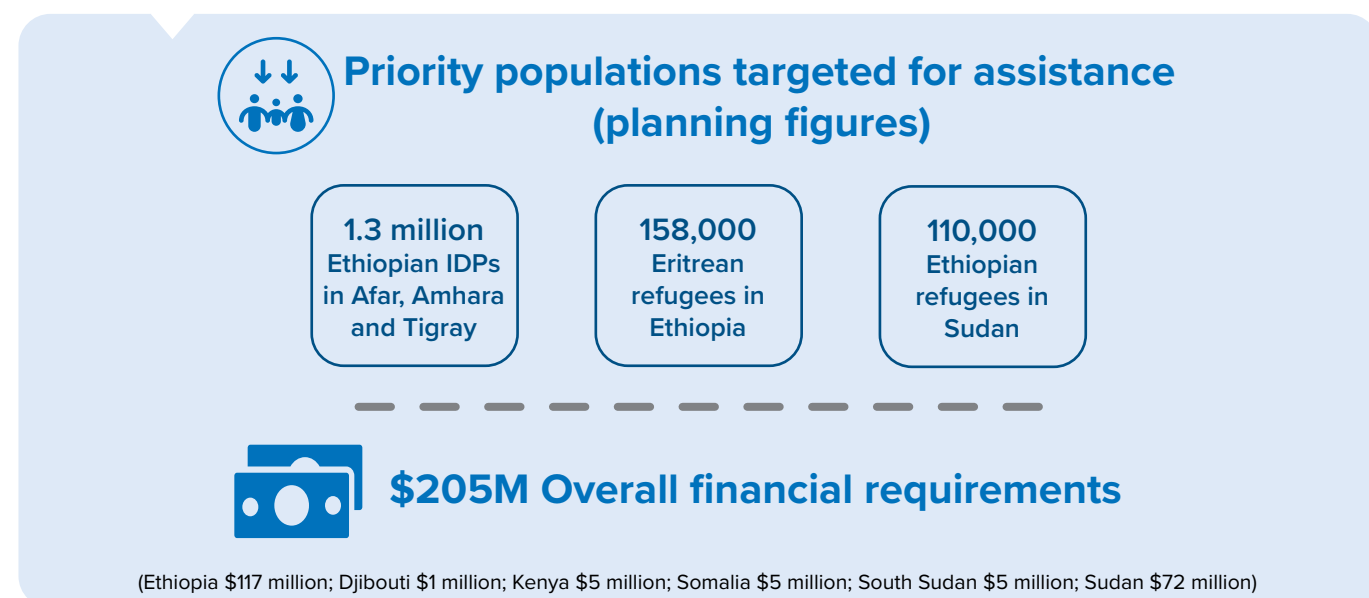 Priority populations targeted for assistance
(planning figures)
1.3 million
Ethiopian IDPs
in Afar, Amhara
and Tigray
158,000
Eritrean
refugees in
Ethiopia
110,000
Ethiopian
refugees in
Sudan
$205M Overall financial requirements
(Ethiopia $117 million; Djibouti $1 million; Kenya $5 million; Somalia $5 million; South Sudan $5 million; Sudan $72 million)